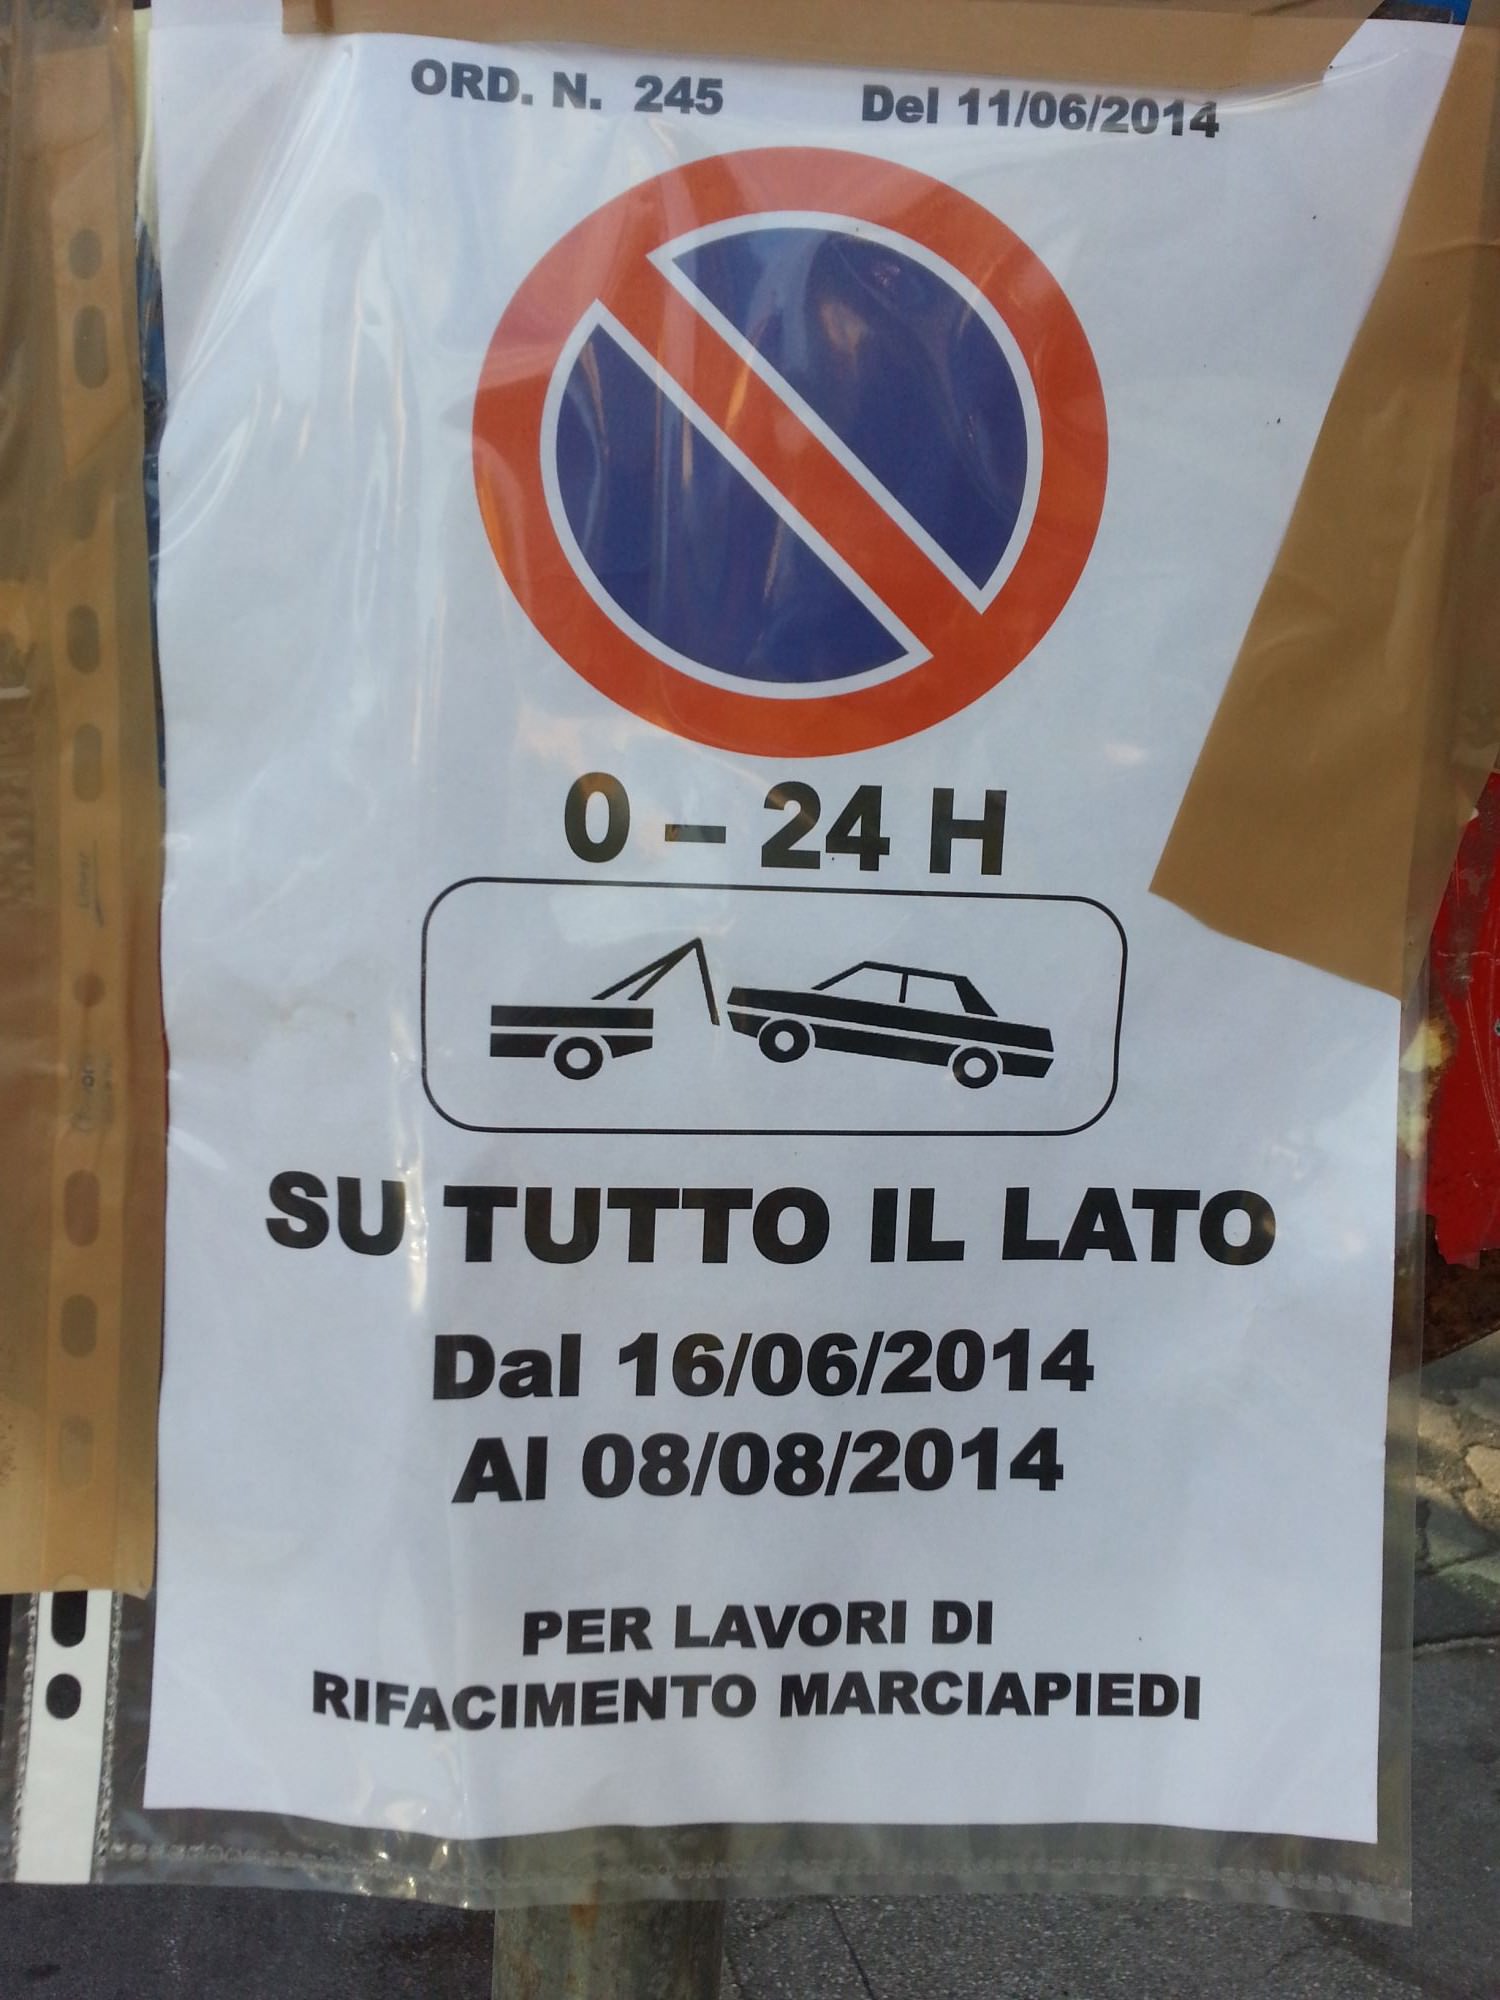 ORD. N. 245 Del 11/06/2014
0 – 24 H
SU TUTTO IL LATO
Dal 16/06/2014
Al 08/08/2014
PER LAVORI DI
RIFACIMENTO MARCIAPIEDI